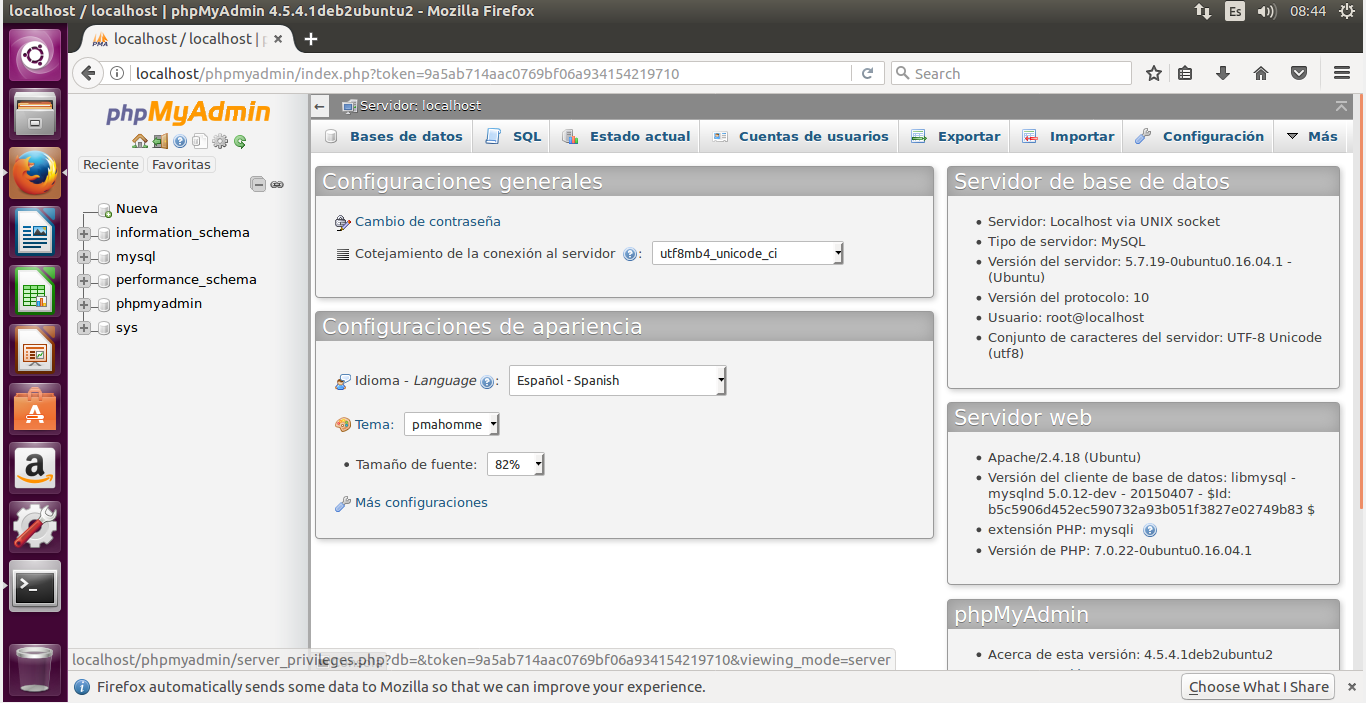 localhost / localhost | phpMyAdmin 4.5.4.1deb2ubuntu2 - Mozilla Firefox
Es
08:44
PMA
localhost / localhost | p
localhost/phpmyadmin/index.php?token=9a5ab714aac0769bf06a934154219710
Search
phpMyAdmin
Reciente
Favoritas
Nueva
information_schema
mysql
performance_schema
phpmyadmin
sys
Servidor: localhost
Bases de datos
SQL
Estado actual
Cuentas de usuarios
Exportar
Importar
Configuración
Más
Configuraciones generales
Cambio de contraseña
Cotejamiento de la conexión al servidor :
utf8mb4_unicode_ci
Configuraciones de apariencia
Idioma - Language :
Español - Spanish
Tema:
pmahomme
• Tamaño de fuente:
82%
Más configuraciones
Servidor de base de datos
• Servidor: Localhost via UNIX socket
• Tipo de servidor: MySQL
• Versión del servidor: 5.7.19-0ubuntu0.16.04.1 -
(Ubuntu)
• Versión del protocolo: 10
• Usuario: root@localhost
• Conjunto de caracteres del servidor: UTF-8 Unicode
(utf8)
Servidor web
• Apache/2.4.18 (Ubuntu)
• Versión del cliente de base de datos: libmysql -
mysqlnd 5.0.12-dev - 20150407 - $Id:
b5c5906d452ec590732a93b051f3827e02749b83 $
• extensión PHP: mysqli
• Versión de PHP: 7.0.22-0ubuntu0.16.04.1
phpMyAdmin
• Acerca de esta versión: 4.5.4.1deb2ubuntu2
localhost/phpmyadmin/server_privileges.php?db=&token=9a5ab714aac0769bf06a934154219710&viewing_mode=server
Firefox automatically sends some data to Mozilla so that we can improve your experience.
Choose What I Share